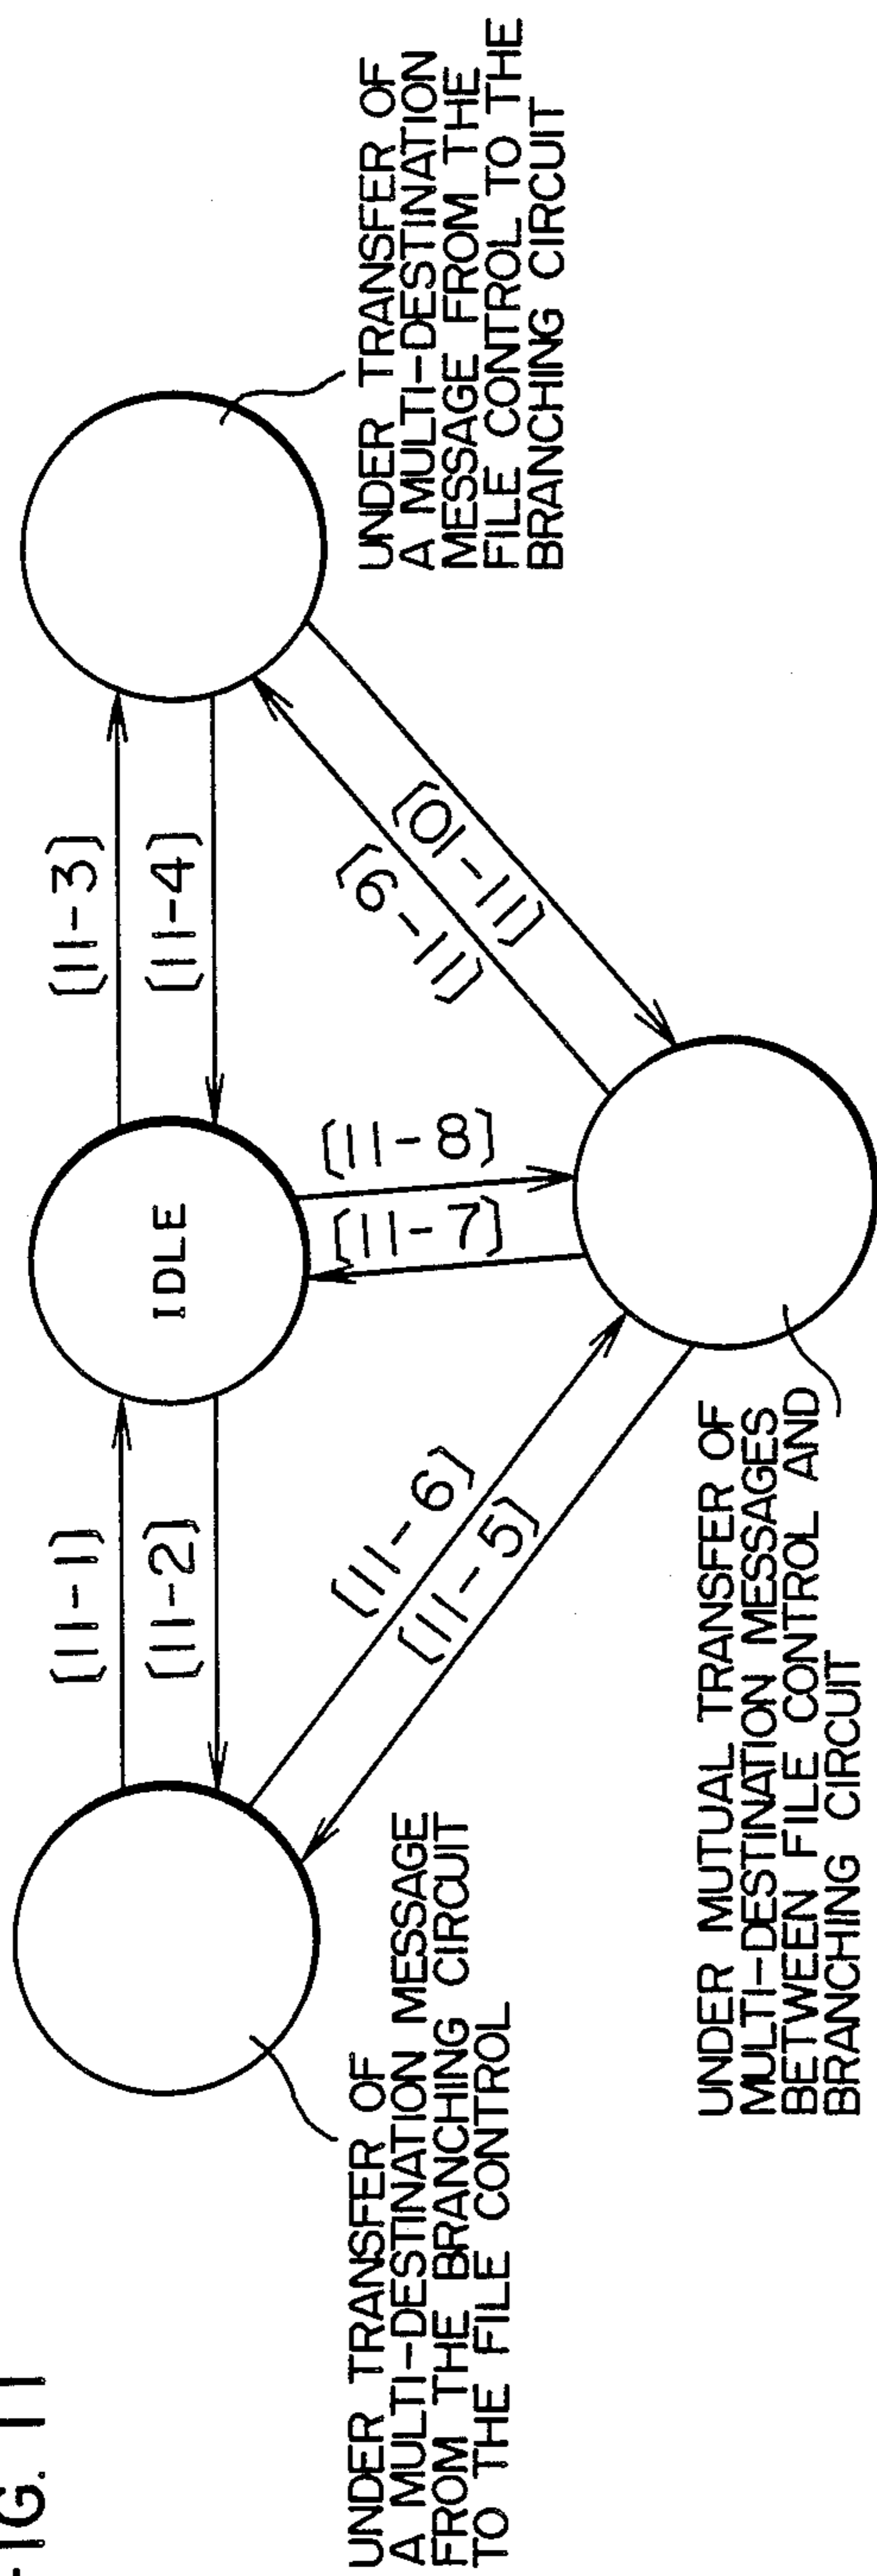 FIG. 11
(11-1)
(11-2)
(11-3)
(11-4)
IDLE
(11-6)
(11-5)
(11-8)
(11-7)
(11-9)
(11-10)
UNDER TRANSFER OF
A MULTI-DESTINATION MESSAGE
FROM THE BRANCHING CIRCUIT
TO THE FILE CONTROL
UNDER TRANSFER OF
A MULTI-DESTINATION
MESSAGE FROM THE
FILE CONTROL TO THE
BRANCHING CIRCUIT
UNDER MUTUAL TRANSFER OF
MULTI-DESTINATION MESSAGES
BETWEEN FILE CONTROL AND
BRANCHING CIRCUIT